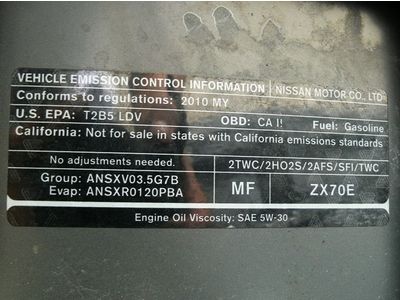 VEHICLE EMISSION CONTROL INFORMATION NISSAN MOTOR CO., LTD
Conforms to regulations: 2010 MY
U.S. EPA: T2B5 LDV OBD: CA II Fuel: Gasoline
California: Not for sale in states with California emissions standards
No adjustments needed. 2TWC/2HO2S/2AFS/SFI/TWC
Group: ANSXV03.5G7B MF ZX70E
Evap: ANSXR0120PBA
Engine Oil Viscosity: SAE 5W-30